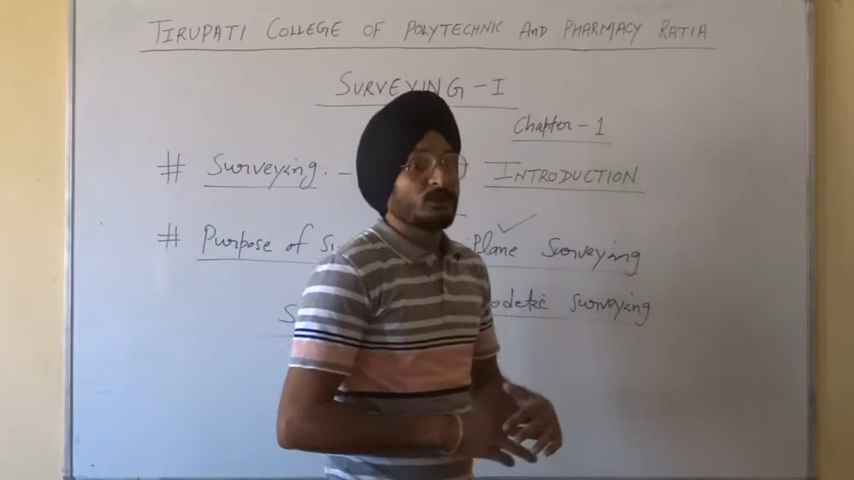 TIRUPATI COLLEGE OF POLYTECHNIC AND PHARMACY RATIA
SURVEYING - I
Chapter - 1
# Surveying : - INTRODUCTION
# Purpose of Plane Surveying
surveying